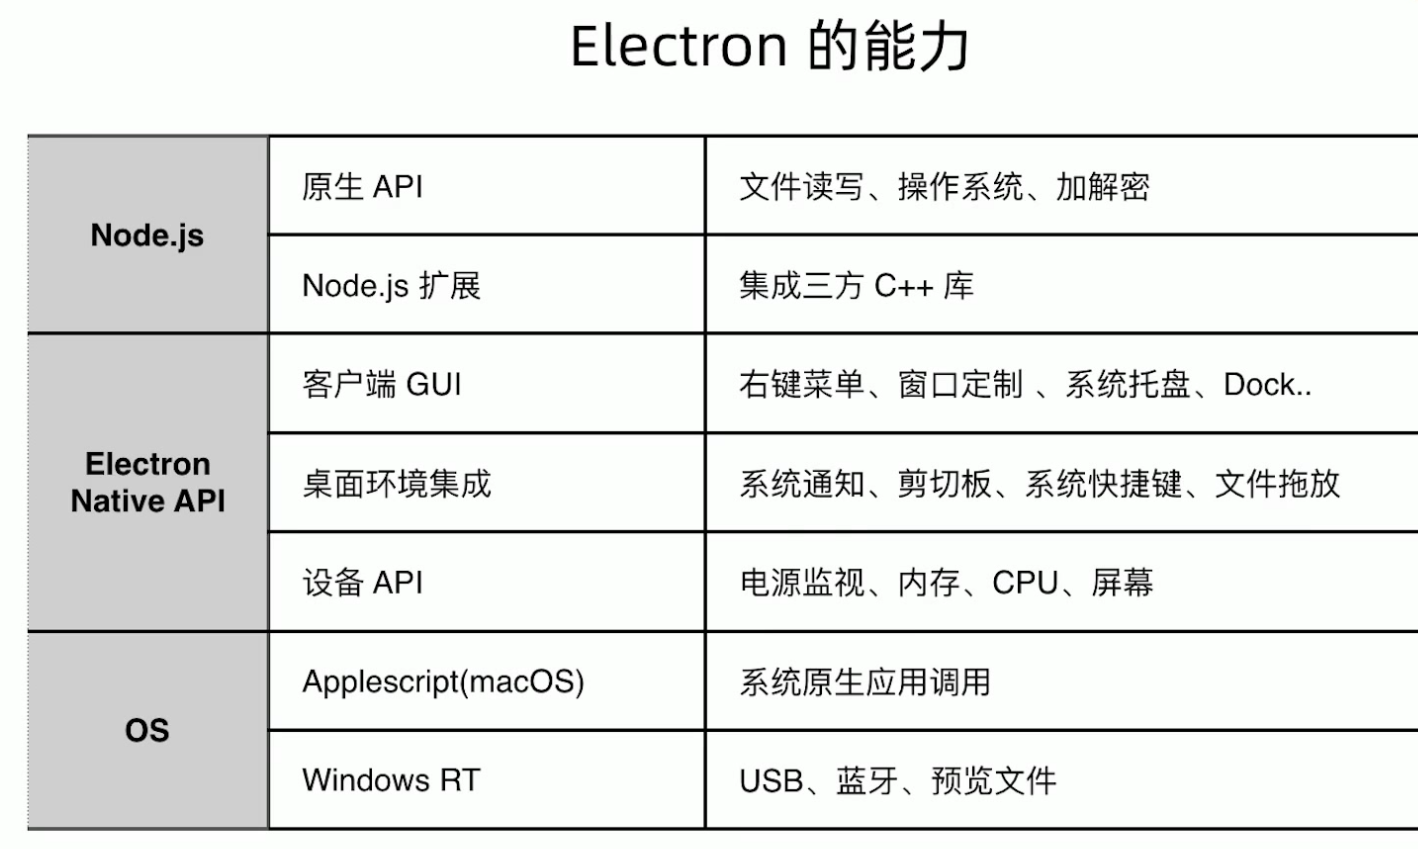 Electron 的能力
Node.js
原生 API
文件读写、操作系统、加解密
Node.js 扩展
集成三方 C++ 库
Electron
Native API
客户端 GUI
右键菜单、窗口定制 、系统托盘、Dock..
桌面环境集成
系统通知、剪切板、系统快捷键、文件拖放
设备 API
电源监视、内存、CPU、屏幕
OS
Applescript(macOS)
系统原生应用调用
Windows RT
USB、蓝牙、预览文件